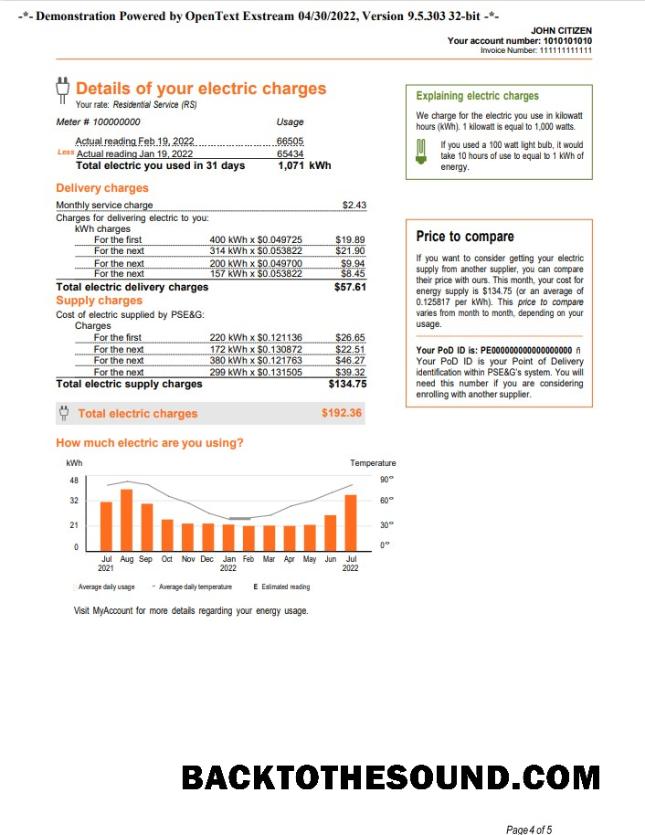 -*- Demonstration Powered by OpenText Exstream 04/30/2022, Version 9.5.303 32-bit -*-
JOHN CITIZEN
Your account number: 1010101010
Invoice Number: 111111111111
Details of your electric charges
Your rate: Residential Service (RS)
Meter # 100000000 Usage
Actual reading Feb 19, 2022 66505
Less Actual reading Jan 19, 2022 65434
Total electric you used in 31 days 1,071 kWh
Delivery charges
Monthly service charge $2.43
Charges for delivering electric to you:
kWh charges
For the first 400 kWh x $0.049725 $19.89
For the next 314 kWh x $0.053822 $21.90
For the next 200 kWh x $0.049700 $9.94
For the next 157 kWh x $0.053822 $8.45
Total electric delivery charges $57.61
Supply charges
Cost of electric supplied by PSE&G:
Charges
For the first 220 kWh x $0.121136 $26.65
For the next 172 kWh x $0.130872 $22.51
For the next 380 kWh x $0.121763 $46.27
For the next 299 kWh x $0.131505 $39.32
Total electric supply charges $134.75
Total electric charges $192.36
Explaining electric charges
We charge for the electric you use in kilowatt
hours (kWh). 1 kilowatt is equal to 1,000 watts.
If you used a 100 watt light bulb, it would
take 10 hours of use to equal to 1 kWh of
energy.
Price to compare
If you want to consider getting your electric
supply from another supplier, you can compare
their price with ours. This month, your cost for
energy supply is $134.75 (or an average of
0.125817 per kWh). This price to compare
varies from month to month, depending on your
usage.
Your PoD ID is: PE000000000000000000 ñ
Your PoD ID is your Point of Delivery
identification within PSE&G's system. You will
need this number if you are considering
enrolling with another supplier.
How much electric are you using?
kWh Temperature
48 90°
32 60°
21 30°
0 0°
Jul Aug Sep Oct Nov Dec Jan Feb Mar Apr May Jun Jul
2021 2022 2022
Average daily usage - Average daily temperature E Estimated reading
Visit MyAccount for more details regarding your energy usage.
BACKTOTHESOUND.COM
Page 4 of 5